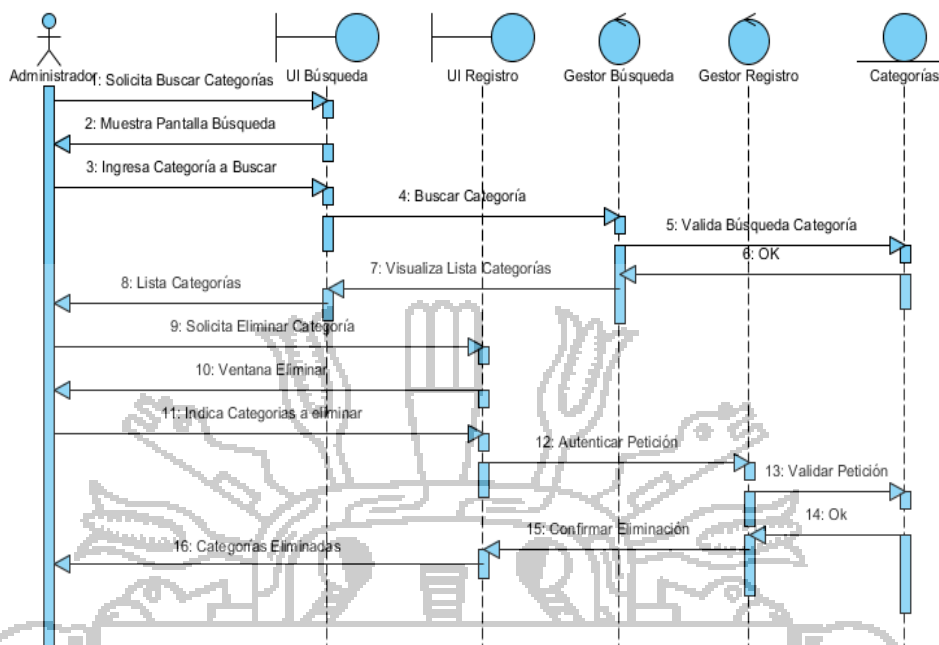 Administrador
UI Búsqueda
UI Registro
Gestor Búsqueda
Gestor Registro
Categorías
1: Solicita Buscar Categorías
2: Muestra Pantalla Búsqueda
3: Ingresa Categoría a Buscar
4: Buscar Categoría
5: Valida Búsqueda Categoría
6: OK
7: Visualiza Lista Categorías
8: Lista Categorías
9: Solicita Eliminar Categoría
10: Ventana Eliminar
11: Indica Categorias a eliminar
12: Autenticar Petición
13: Validar Petición
14: Ok
15: Confirmar Eliminación
16: Categorías Eliminadas